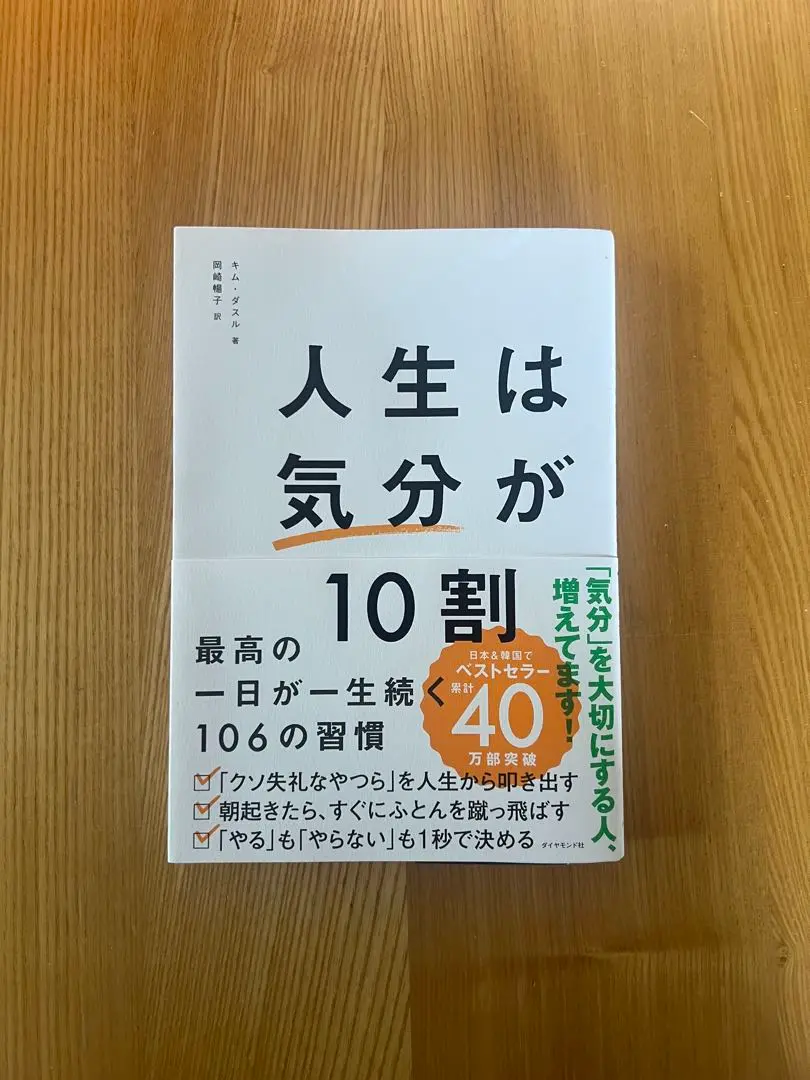 キム・ダスル 著
岡崎暢子 訳
人生は
気分が
10割
最高の
一日が一生続く
106の習慣
日本&韓国で
ベストセラー
累計
40
万部突破
「気分」を大切にする人、
増えてます!
「クソ失礼なやつら」を人生から叩き出す
朝起きたら、すぐにふとんを蹴っ飛ばす
「やる」も「やらない」も1秒で決める
ダイヤモンド社